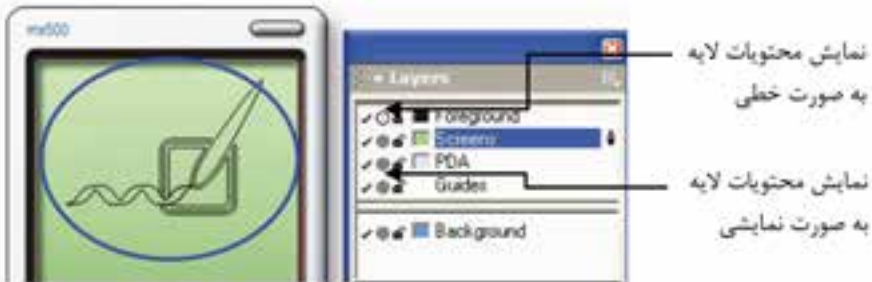 mx500
Layers
Foreground
Screens
PDA
Guides
Background
نمایش محتویات لایه
به صورت خطی
نمایش محتویات لایه
به صورت نمایشی